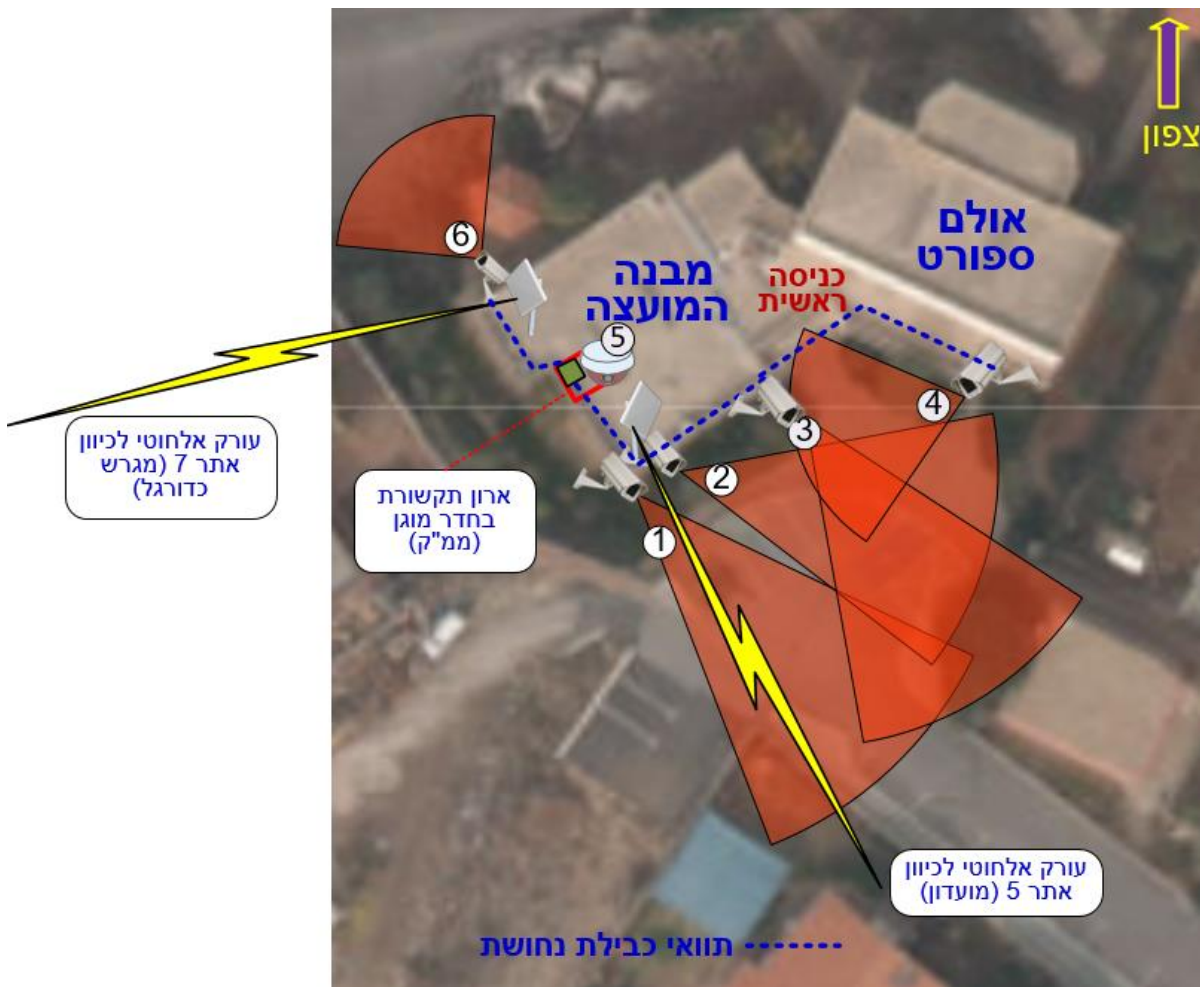 צפון
אולם
ספורט
כניסה
ראשית
מבנה
המועצה
6
5
4
3
2
1
עורק אלחוטי לכיוון
אתר 7 (מגרש
כדורגל)
ארון תקשורת
בחדר מוגן
(ממ"ק)
עורק אלחוטי לכיוון
אתר 5 (מועדון)
תוואי כבילת נחושת